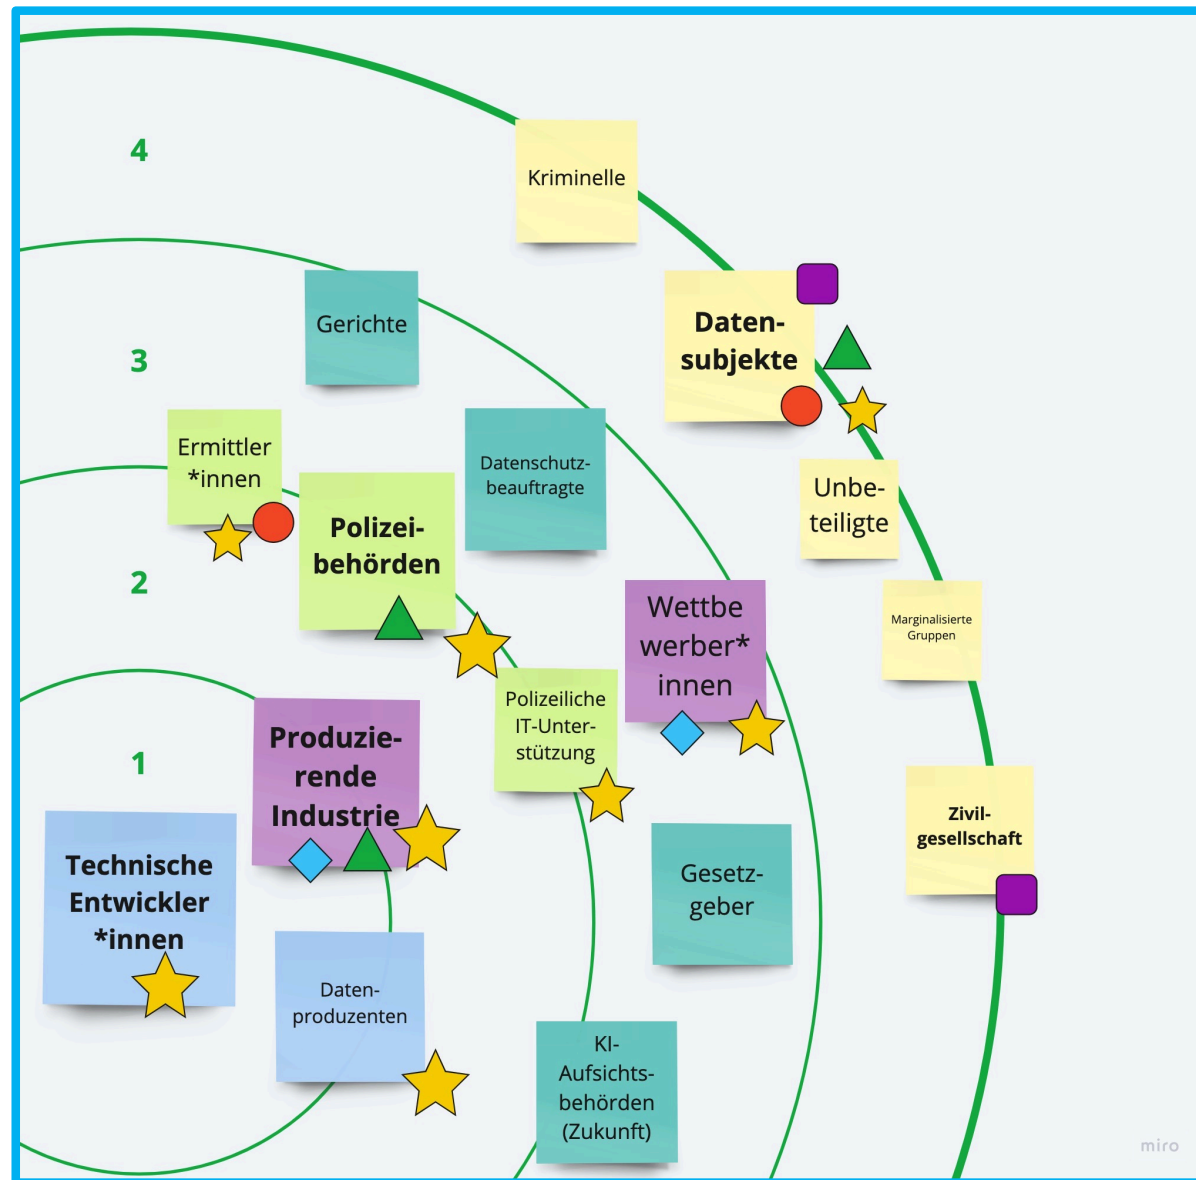 4
Kriminelle
Gerichte
Daten-
subjekte
3
Ermittler
*innen
Datenschutz-
beauftragte
Unbe-
teiligte
Polizei-
behörden
2
Wettbe
werber*
innen
Marginalisierte
Gruppen
Polizeiliche
IT-Unter-
stützung
Produzie-
rende
Industrie
1
Zivil-
gesellschaft
Technische
Entwickler
*innen
Gesetz-
geber
Daten-
produzenten
KI-
Aufsichts-
behörden
(Zukunft)
miro